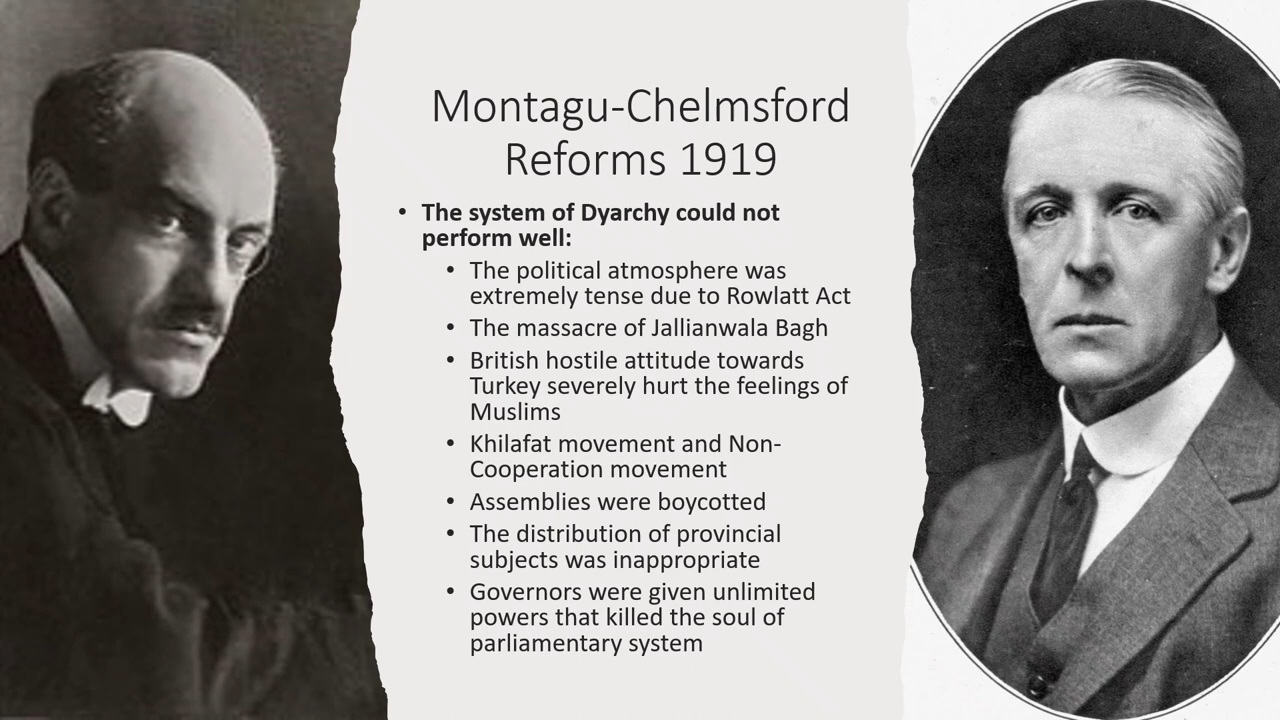 Montagu-Chelmsford
Reforms 1919
• The system of Dyarchy could not
perform well:
• The political atmosphere was
extremely tense due to Rowlatt Act
• The massacre of Jallianwala Bagh
• British hostile attitude towards
Turkey severely hurt the feelings of
Muslims
• Khilafat movement and Non-
Cooperation movement
• Assemblies were boycotted
• The distribution of provincial
subjects was inappropriate
• Governors were given unlimited
powers that killed the soul of
parliamentary system